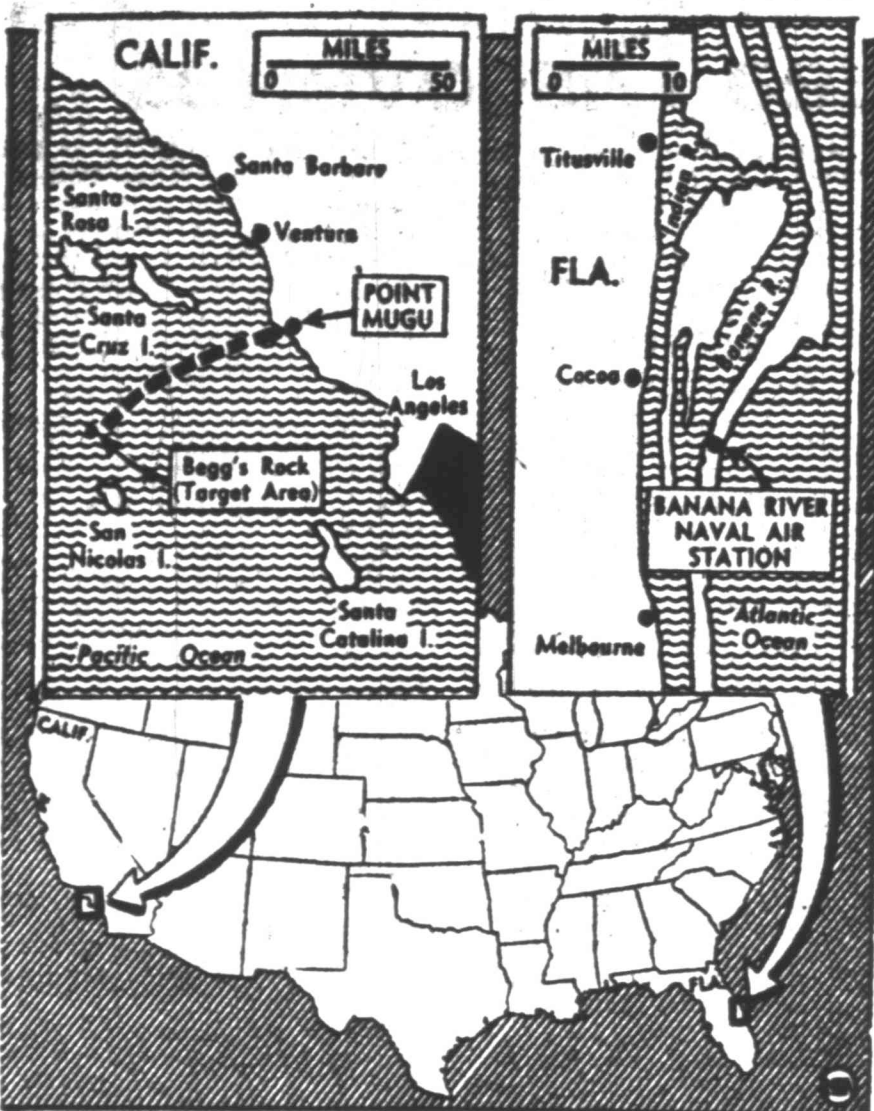 CALIF.
MILES
0 50
Santa Barbara
Santa
Rosa I.
Ventura
POINT
MUGU
Santa
Cruz I.
Los
Angeles
Begg's Rock
(Target Area)
San
Nicolas I.
Santa
Catalina I.
Pacific Ocean
MILES
0 10
Titusville
Indian R.
FLA.
Banana R.
Cocoa
BANANA RIVER
NAVAL AIR
STATION
Atlantic
Ocean
Melbourne
CALIF.
FLA.